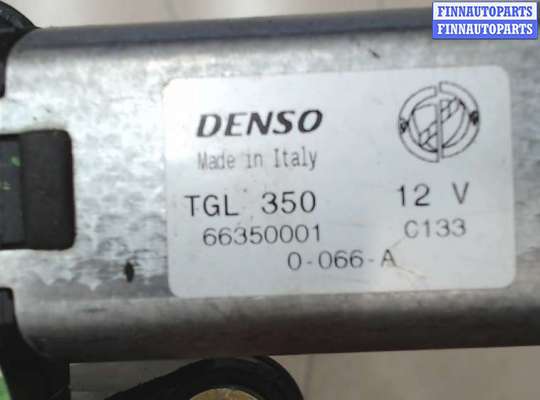 FINNAUTOPARTS
FINNAUTOPARTS
DENSO
Made in Italy
TGL 350 12 V
66350001 C133
0-066-A